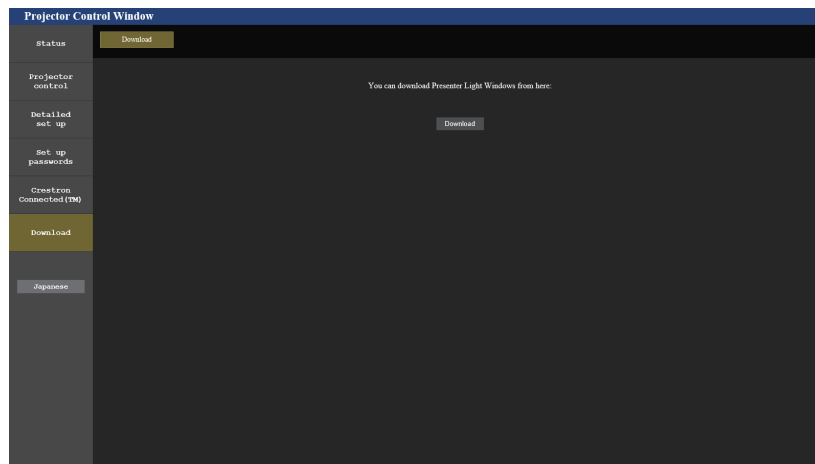 Projector Control Window
Status
Download
Projector
control
You can download Presenter Light Windows from here:
Detailed
set up
Download
Set up
passwords
Crestron
Connected(TM)
Download
Japanese